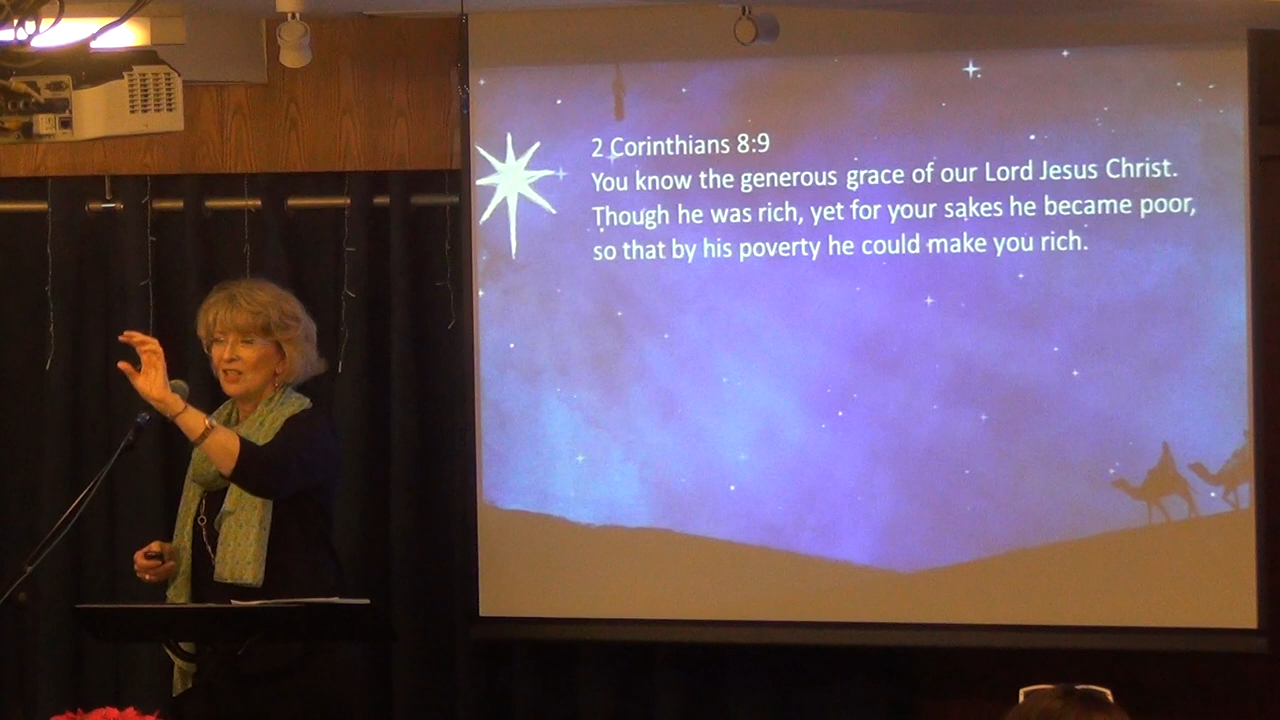 2 Corinthians 8:9
You know the generous grace of our Lord Jesus Christ.
Though he was rich, yet for your sakes he became poor,
so that by his poverty he could make you rich.